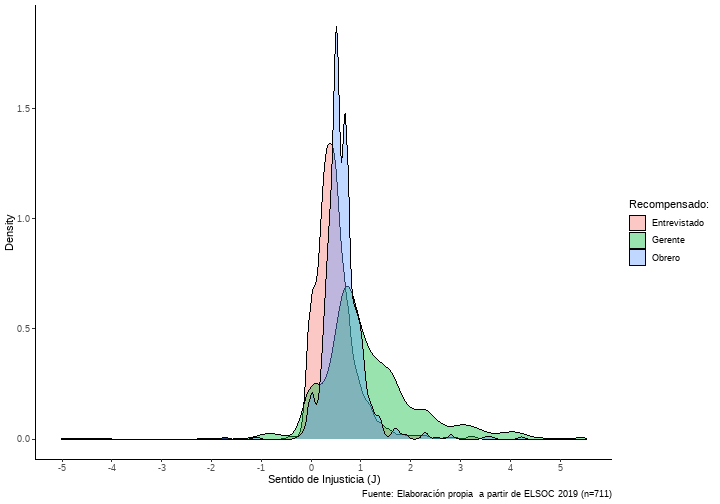 1.5
1.0
0.5
0.0
Density
-5 -4 -3 -2 -1 0 1 2 3 4 5
Sentido de Injusticia (J)
Recompensado:
Entrevistado
Gerente
Obrero
Fuente: Elaboración propia  a partir de ELSOC 2019 (n=711)